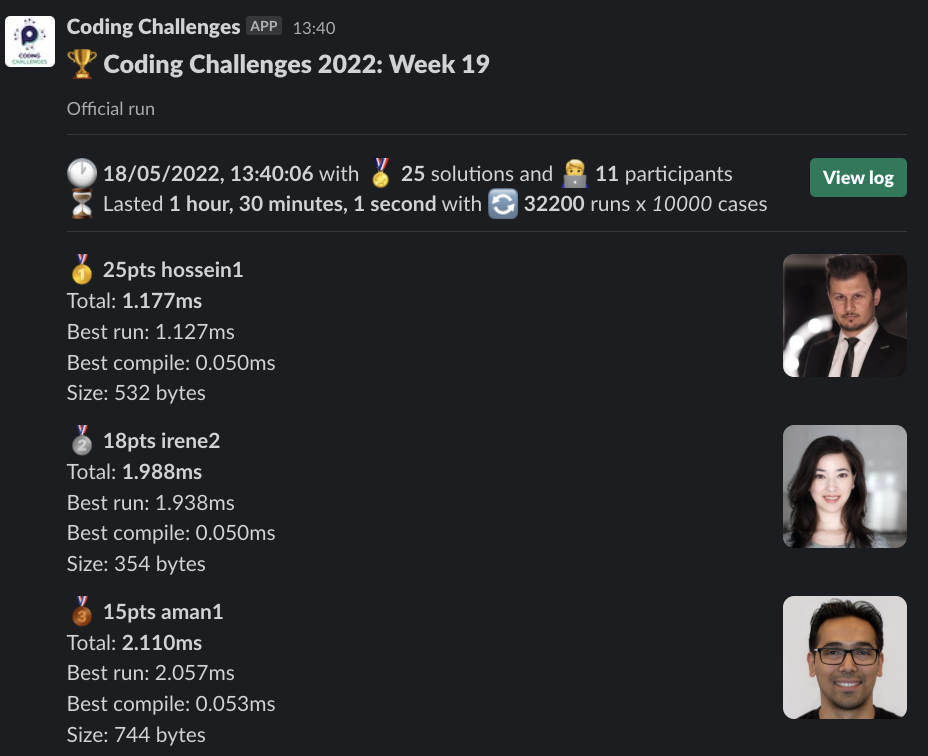 Coding Challenges APP 13:40
CODING
CHALLENGES
Coding Challenges 2022: Week 19
Official run
18/05/2022, 13:40:06 with 25 solutions and 11 participants
View log
Lasted 1 hour, 30 minutes, 1 second with 32200 runs x 10000 cases
1 25pts hossein1
Total: 1.177ms
Best run: 1.127ms
Best compile: 0.050ms
Size: 532 bytes
2 18pts irene2
Total: 1.988ms
Best run: 1.938ms
Best compile: 0.050ms
Size: 354 bytes
3 15pts aman1
Total: 2.110ms
Best run: 2.057ms
Best compile: 0.053ms
Size: 744 bytes